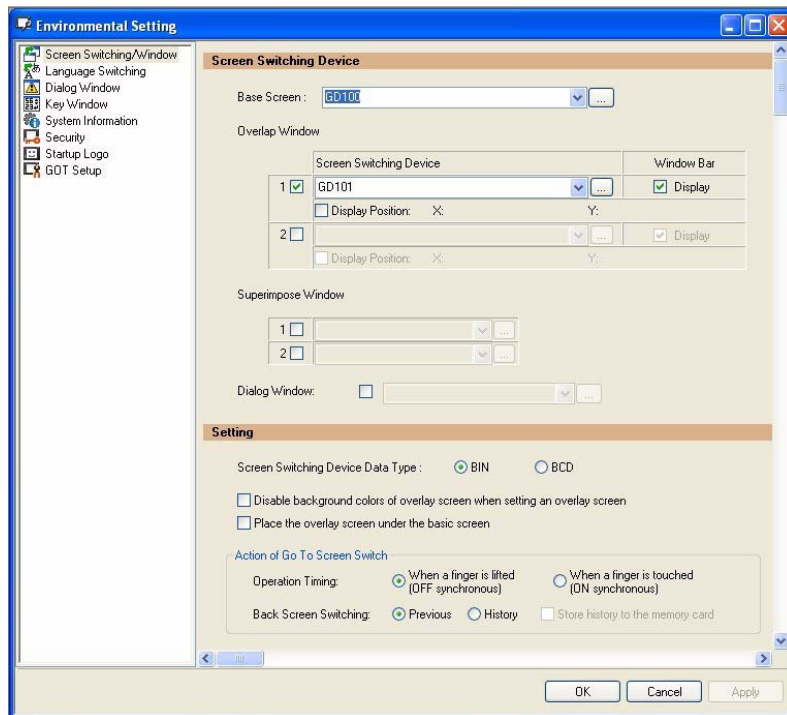 Environmental Setting
Screen Switching/Window
Language Switching
Dialog Window
Key Window
System Information
Security
Startup Logo
GOT Setup
Screen Switching Device
Base Screen : GD100 ...
Overlap Window
Screen Switching Device Window Bar
1 GD101 ... Display
Display Position: X: Y:
2 ... Display
Display Position: X: Y:
Superimpose Window
1 ...
2 ...
Dialog Window: ...
Setting
Screen Switching Device Data Type : BIN BCD
Disable background colors of overlay screen when setting an overlay screen
Place the overlay screen under the basic screen
Action of Go To Screen Switch
Operation Timing: When a finger is lifted (OFF synchronous) When a finger is touched (ON synchronous)
Back Screen Switching: Previous History Store history to the memory card
OK Cancel Apply